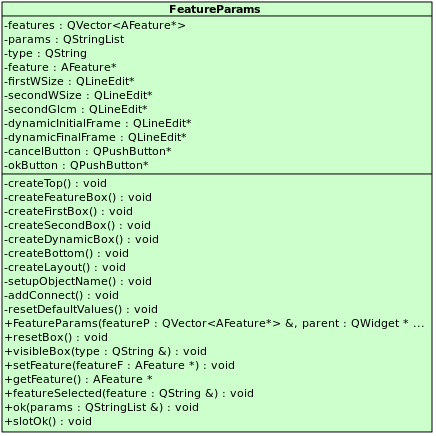 FeatureParams
-features : QVector<AFeature*>
-params : QStringList
-type : QString
-feature : AFeature*
-firstWSize : QLineEdit*
-secondWSize : QLineEdit*
-secondGlcm : QLineEdit*
-dynamicInitialFrame : QLineEdit*
-dynamicFinalFrame : QLineEdit*
-cancelButton : QPushButton*
-okButton : QPushButton*
-createTop() : void
-createFeatureBox() : void
-createFirstBox() : void
-createSecondBox() : void
-createDynamicBox() : void
-createBottom() : void
-createLayout() : void
-setupObjectName() : void
-addConnect() : void
-resetDefaultValues() : void
+FeatureParams(featureP : QVector<AFeature*> &, parent : QWidget * ...
+resetBox() : void
+visibleBox(type : QString &) : void
+setFeature(featureF : AFeature *) : void
+getFeature() : AFeature *
+featureSelected(feature : QString &) : void
+ok(params : QStringList &) : void
+slotOk() : void